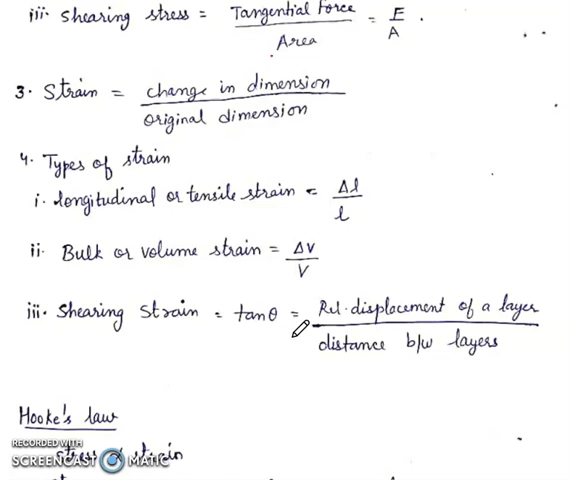 iii. Shearing stress = Tangential Force / Area = F / A .
3. Strain = change in dimension / original dimension
4. Types of strain
i. longitudinal or tensile strain = Δl / l
ii. Bulk or volume strain = ΔV / V
iii. Shearing Strain = tanθ = Rel. displacement of a layer / distance b/w layers
Hooke's law
RECORDED WITH
stress ∝ strain
SCREENCAST MATIC